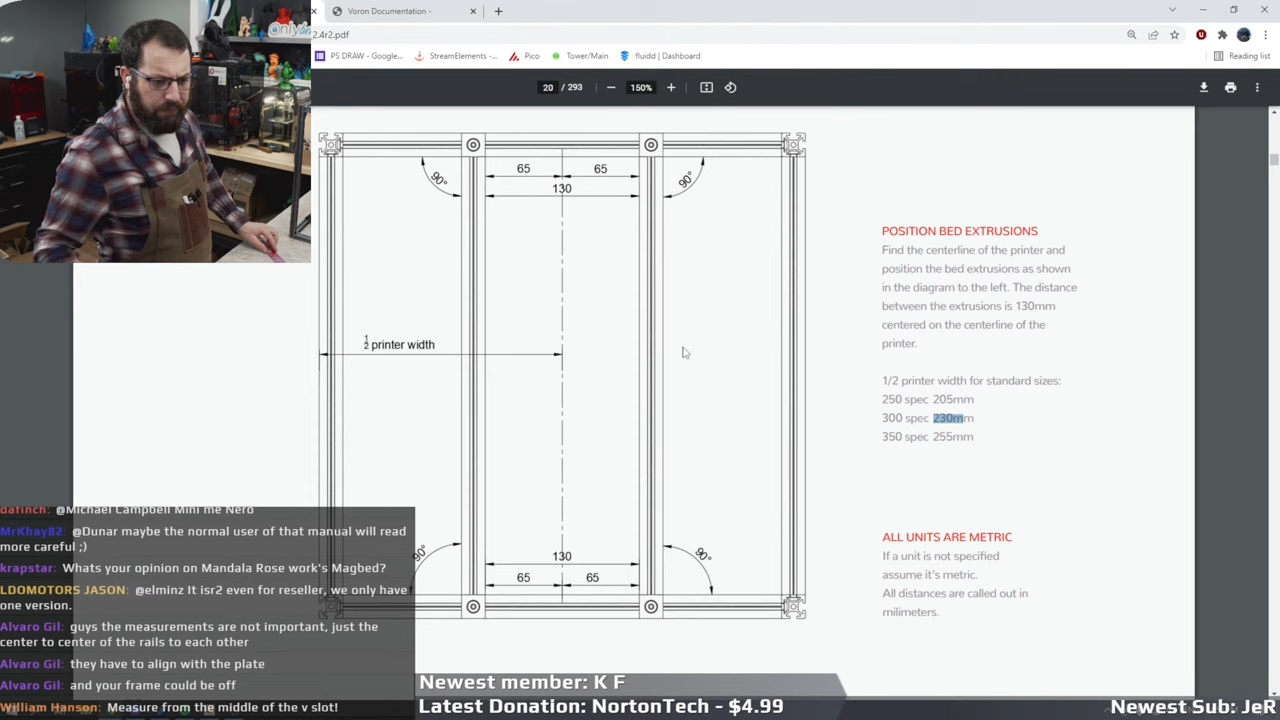 Voron Documentation -
2.4r2.pdf
PS DRAW - Google...
StreamElements -...
Pico
Tower/Main
fluidd | Dashboard
Reading list
20 / 293
150%
65 65
130
90° 90°
1/2 printer width
90° 90°
130
65 65
POSITION BED EXTRUSIONS
Find the centerline of the printer and
position the bed extrusions as shown
in the diagram to the left. The distance
between the extrusions is 130mm
centered on the centerline of the
printer.
1/2 printer width for standard sizes:
250 spec 205mm
300 spec 230mm
350 spec 255mm
ALL UNITS ARE METRIC
If a unit is not specified
assume it's metric.
All distances are called out in
milimeters.
dafinch: @Michael Campbell Mini me Nero
MrKhay82: @Dunar maybe the normal user of that manual will read
more careful ;)
krapstar: Whats your opinion on Mandala Rose work's Magbed?
LDOMOTORS JASON: @elminz It isr2 even for reseller, we only have
one version.
Alvaro Gil: guys the measurements are not important, just the
center to center of the rails to each other
Alvaro Gil: they have to align with the plate
Alvaro Gil: and your frame could be off
William Hanson: Measure from the middle of the v slot!
Newest member: K F
Latest Donation: NortonTech - $4.99
Newest Sub: JeR